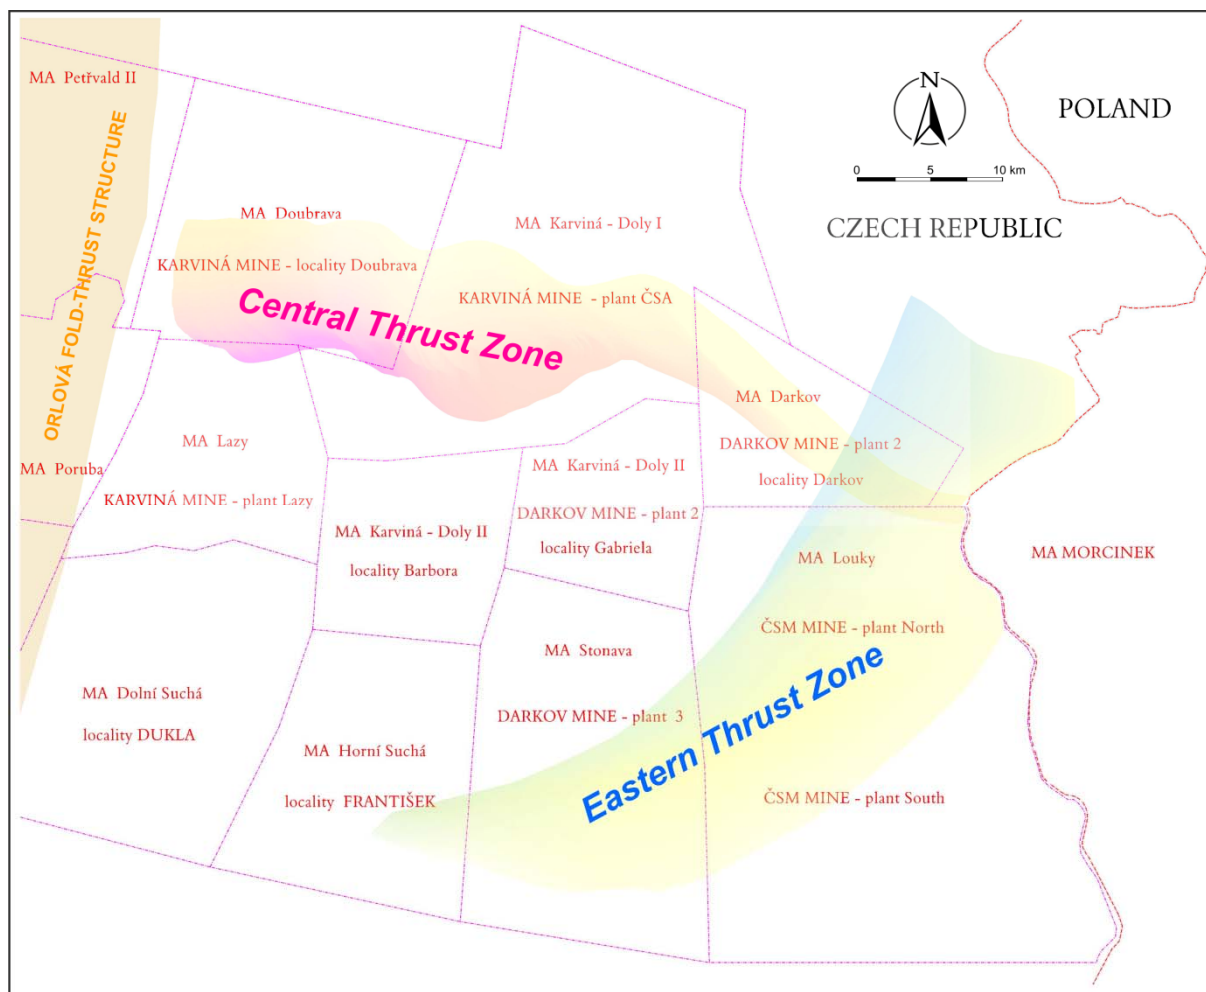 MA Petřvald II
ORLOVÁ FOLD-THRUST STRUCTURE
N
POLAND
0 5 10 km
CZECH REPUBLIC
MA Doubrava
KARVINÁ MINE - locality Doubrava
MA Karviná - Doly I
KARVINÁ MINE - plant ČSA
Central Thrust Zone
MA Darkov
DARKOV MINE - plant 2
locality Darkov
MA Poruba
MA Lazy
KARVINÁ MINE - plant Lazy
MA Karviná - Doly II
DARKOV MINE - plant 2
locality Gabriela
MA Karviná - Doly II
locality Barbora
MA Louky
ČSM MINE - plant North
MA MORCINEK
MA Stonava
DARKOV MINE - plant 3
Eastern Thrust Zone
MA Dolní Suchá
locality DUKLA
MA Horní Suchá
locality FRANTIŠEK
ČSM MINE - plant South